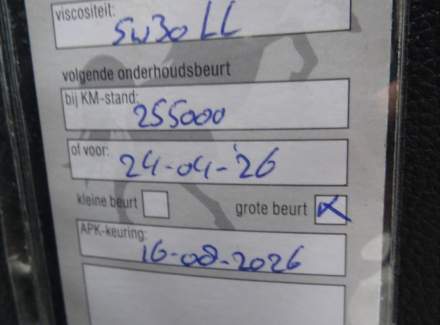 viscositeit: 5W30 LL
volgende onderhoudsbeurt
bij KM-stand: 255000
of voor: 24-04-'26
kleine beurt grote beurt X
APK-keuring: 16-08-2026